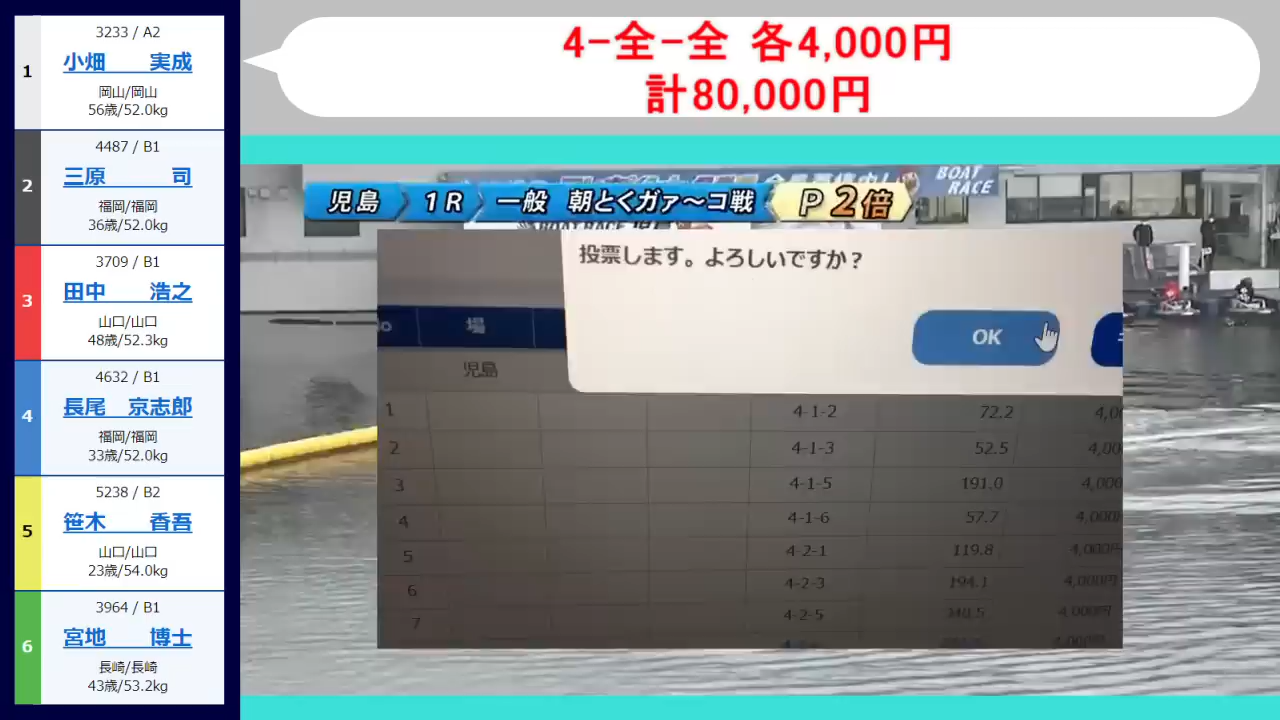 3233 / A2
1
小畑 実成
岡山/岡山
56歳/52.0kg
4487 / B1
2
三原 司
福岡/福岡
36歳/52.0kg
3709 / B1
3
田中 浩之
山口/山口
48歳/52.3kg
4632 / B1
4
長尾 京志郎
福岡/福岡
33歳/52.0kg
5238 / B2
5
笹木 香吾
山口/山口
23歳/54.0kg
3964 / B1
6
宮地 博士
長崎/長崎
43歳/53.2kg
4-全-全 各4,000円
計80,000円
BOAT
RACE
児島 1R 一般 朝とくガァ〜コ戦 P2倍
BOAT RACE 児島
投票します。よろしいですか？
OK
場
児島
1 4-1-2 72.2
2 4-1-3 52.5
3 4-1-5 191.0 4,000
4 4-1-6 57.7 4,000
5 4-2-1 119.8 4,000円
6 4-2-3 194.1 4,000円
7 4-2-5 4,000円